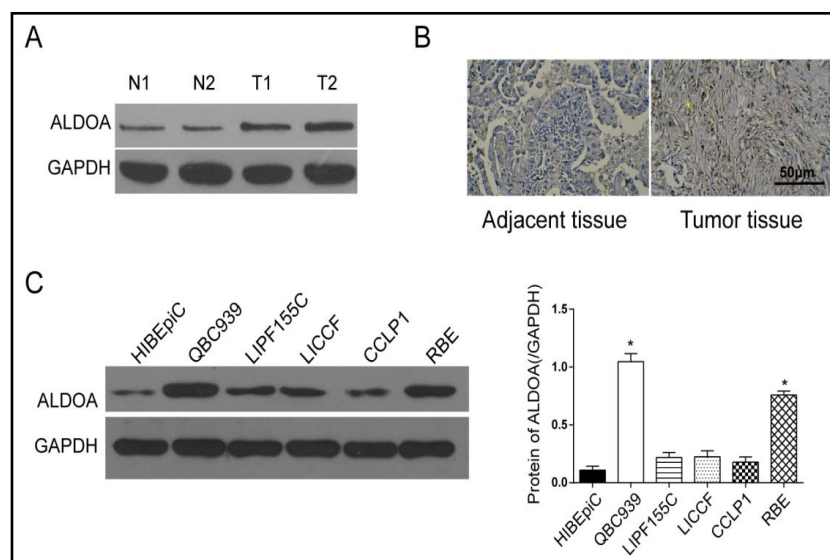 A
N1 N2 T1 T2
ALDOA
GAPDH
B
50μm
Adjacent tissue Tumor tissue
C
HIBEpiC QBC939 LIPF155C LICCF CCLP1 RBE
ALDOA
GAPDH
Protein of ALDOA(/GAPDH)
1.5
1.0
0.5
0.0
*
*
HIBEpiC QBC939 LIPF155C LICCF CCLP1 RBE